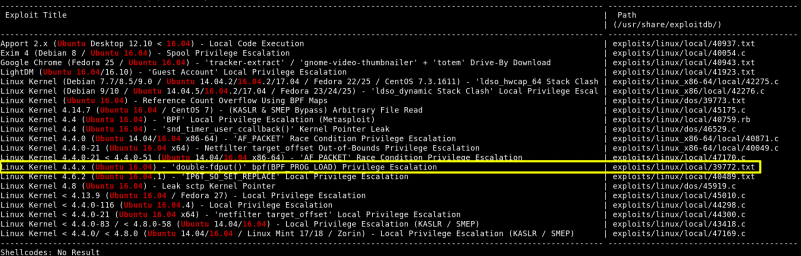 Exploit Title | Path
| (/usr/share/exploitdb/)
Apport 2.x (Ubuntu Desktop 12.10 < 16.04) - Local Code Execution | exploits/linux/local/40937.txt
Exim 4 (Debian 8 / Ubuntu 16.04) - Spool Privilege Escalation | exploits/linux/local/40054.c
Google Chrome (Fedora 25 / Ubuntu 16.04) - 'tracker-extract' / 'gnome-video-thumbnailer' + 'totem' Drive-By Download | exploits/linux/local/40943.txt
LightDM (Ubuntu 16.04/16.10) - 'Guest Account' Local Privilege Escalation | exploits/linux/local/41923.txt
Linux Kernel (Debian 7.7/8.5/9.0 / Ubuntu 14.04.2/16.04.2/17.04 / Fedora 22/25 / CentOS 7.3.1611) - 'ldso_hwcap_64 Stack Clash | exploits/linux_x86-64/local/42275.c
Linux Kernel (Debian 9/10 / Ubuntu 14.04.5/16.04.2/17.04 / Fedora 23/24/25) - 'ldso_dynamic Stack Clash' Local Privilege Escal | exploits/linux_x86/local/42276.c
Linux Kernel (Ubuntu 16.04) - Reference Count Overflow Using BPF Maps | exploits/linux/dos/39773.txt
Linux Kernel 4.14.7 (Ubuntu 16.04 / CentOS 7) - (KASLR & SMEP Bypass) Arbitrary File Read | exploits/linux/local/45175.c
Linux Kernel 4.4 (Ubuntu 16.04) - 'BPF' Local Privilege Escalation (Metasploit) | exploits/linux/local/40759.rb
Linux Kernel 4.4 (Ubuntu 16.04) - 'snd_timer_user_ccallback()' Kernel Pointer Leak | exploits/linux/dos/46529.c
Linux Kernel 4.4.0 (Ubuntu 14.04/16.04 x86-64) - 'AF_PACKET' Race Condition Privilege Escalation | exploits/linux_x86-64/local/40871.c
Linux Kernel 4.4.0-21 (Ubuntu 16.04 x64) - Netfilter target_offset Out-of-Bounds Privilege Escalation | exploits/linux_x86-64/local/40049.c
Linux Kernel 4.4.0-21 < 4.4.0-51 (Ubuntu 14.04/16.04 x86-64) - 'AF_PACKET' Race Condition Privilege Escalation | exploits/linux/local/47170.c
Linux Kernel 4.4.x (Ubuntu 16.04) - 'double-fdput()' bpf(BPF_PROG_LOAD) Privilege Escalation | exploits/linux/local/39772.txt
Linux Kernel 4.6.2 (Ubuntu 16.04.1) - 'IP6T_SO_SET_REPLACE' Local Privilege Escalation | exploits/linux/local/40489.txt
Linux Kernel 4.8 (Ubuntu 16.04) - Leak sctp Kernel Pointer | exploits/linux/dos/45919.c
Linux Kernel < 4.13.9 (Ubuntu 16.04 / Fedora 27) - Local Privilege Escalation | exploits/linux/local/45010.c
Linux Kernel < 4.4.0-116 (Ubuntu 16.04.4) - Local Privilege Escalation | exploits/linux/local/44298.c
Linux Kernel < 4.4.0-21 (Ubuntu 16.04 x64) - 'netfilter target_offset' Local Privilege Escalation | exploits/linux/local/44300.c
Linux Kernel < 4.4.0-83 / < 4.8.0-58 (Ubuntu 14.04/16.04) - Local Privilege Escalation (KASLR / SMEP) | exploits/linux/local/43418.c
Linux Kernel < 4.4.0/ < 4.8.0 (Ubuntu 14.04/16.04 / Linux Mint 17/18 / Zorin) - Local Privilege Escalation (KASLR / SMEP) | exploits/linux/local/47169.c
Shellcodes: No Result